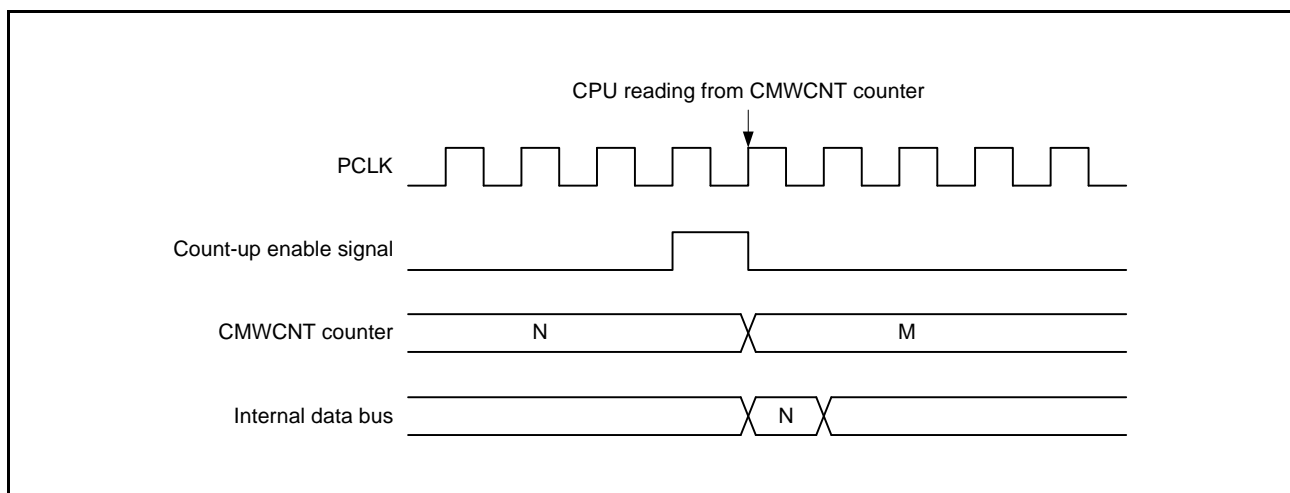 CPU reading from CMWCNT counter
PCLK
Count-up enable signal
CMWCNT counter N M
Internal data bus N